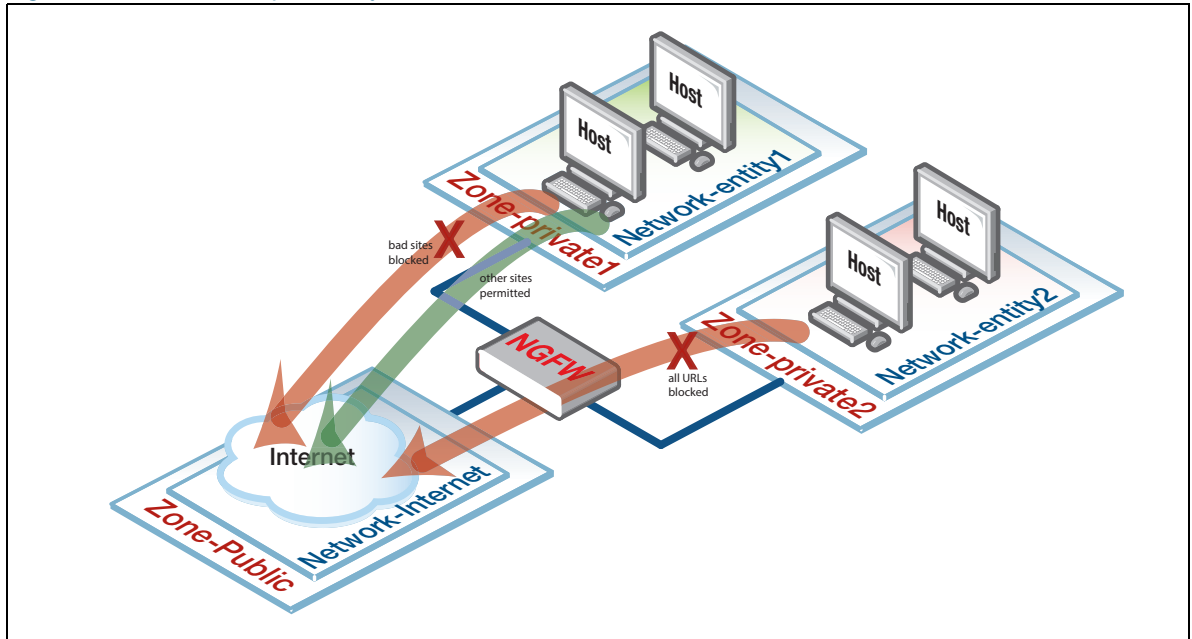 Host
Host
Zone-private1
Network-entity1
bad sites
blocked
X
other sites
permitted
Host
Host
Zone-private2
Network-entity2
NGFW
X
all URLs
blocked
Internet
Network-Internet
Zone-Public